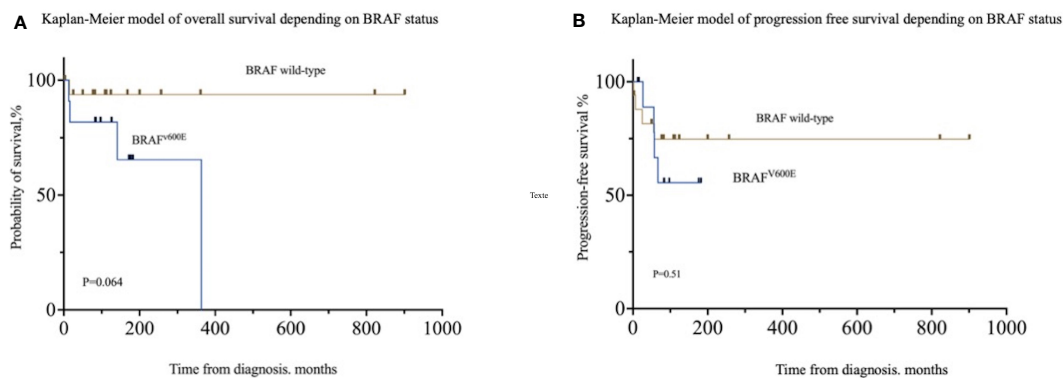 A Kaplan-Meier model of overall survival depending on BRAF status
Probability of survival,%
100
50
0
BRAF wild-type
BRAFv600E
P=0.064
0 200 400 600 800 1000
Time from diagnosis. months
Texte
B Kaplan-Meier model of progression free survival depending on BRAF status
Progression-free survival %
100
50
0
BRAF wild-type
BRAFV600E
P=0.51
0 200 400 600 800 1000
Time from diagnosis. months